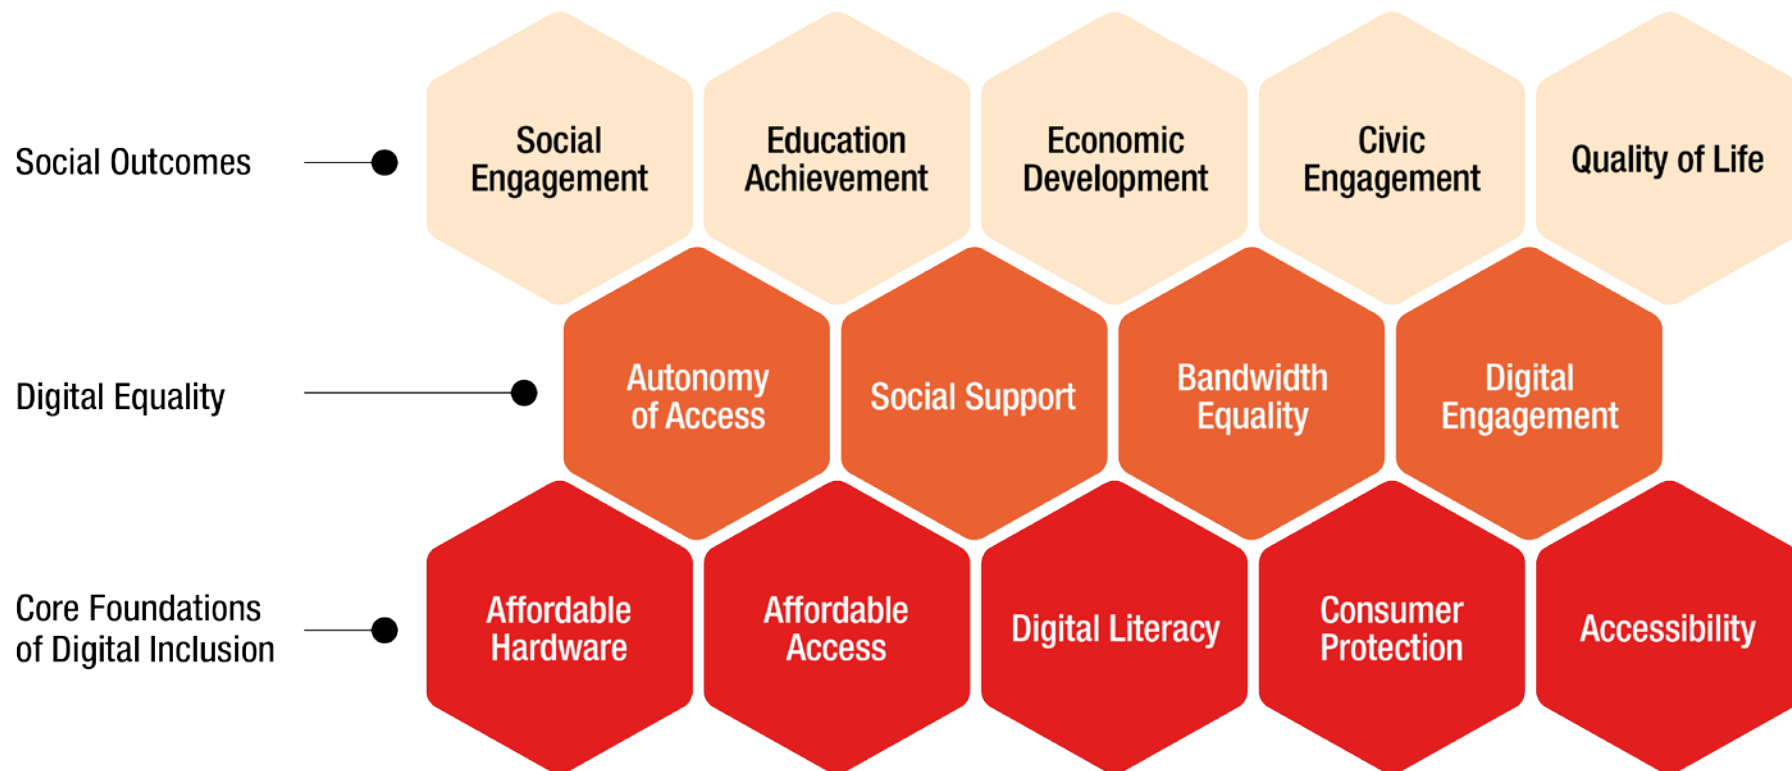 Social Outcomes
Social
Engagement
Education
Achievement
Economic
Development
Civic
Engagement
Quality of Life
Digital Equality
Autonomy
of Access
Social Support
Bandwidth
Equality
Digital
Engagement
Core Foundations
of Digital Inclusion
Affordable
Hardware
Affordable
Access
Digital Literacy
Consumer
Protection
Accessibility